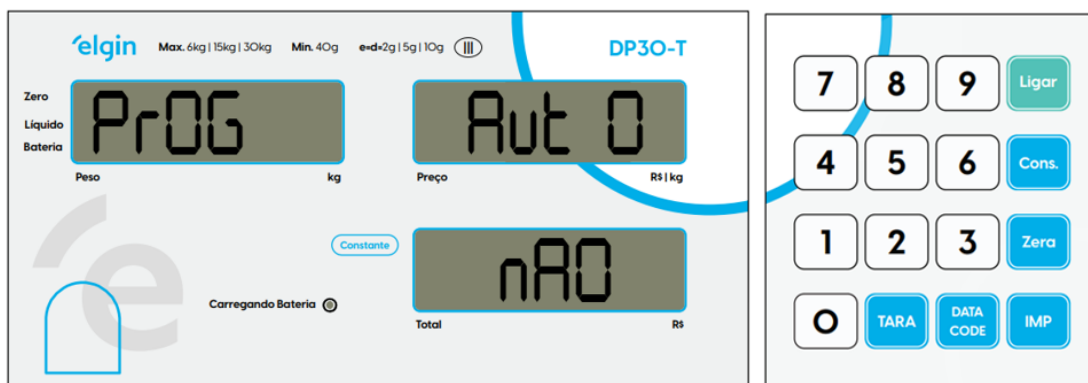 elgin Max. 6kg | 15kg | 30kg Min. 40g e=d=2g | 5g | 10g III DP30-T
Zero
Líquido
Bateria
PrOG
Aut 0
Peso kg
Preço R$ | kg
Constante
nAO
Carregando Bateria
Total R$
7 8 9 Ligar
4 5 6 Cons.
1 2 3 Zera
0 TARA DATA CODE IMP